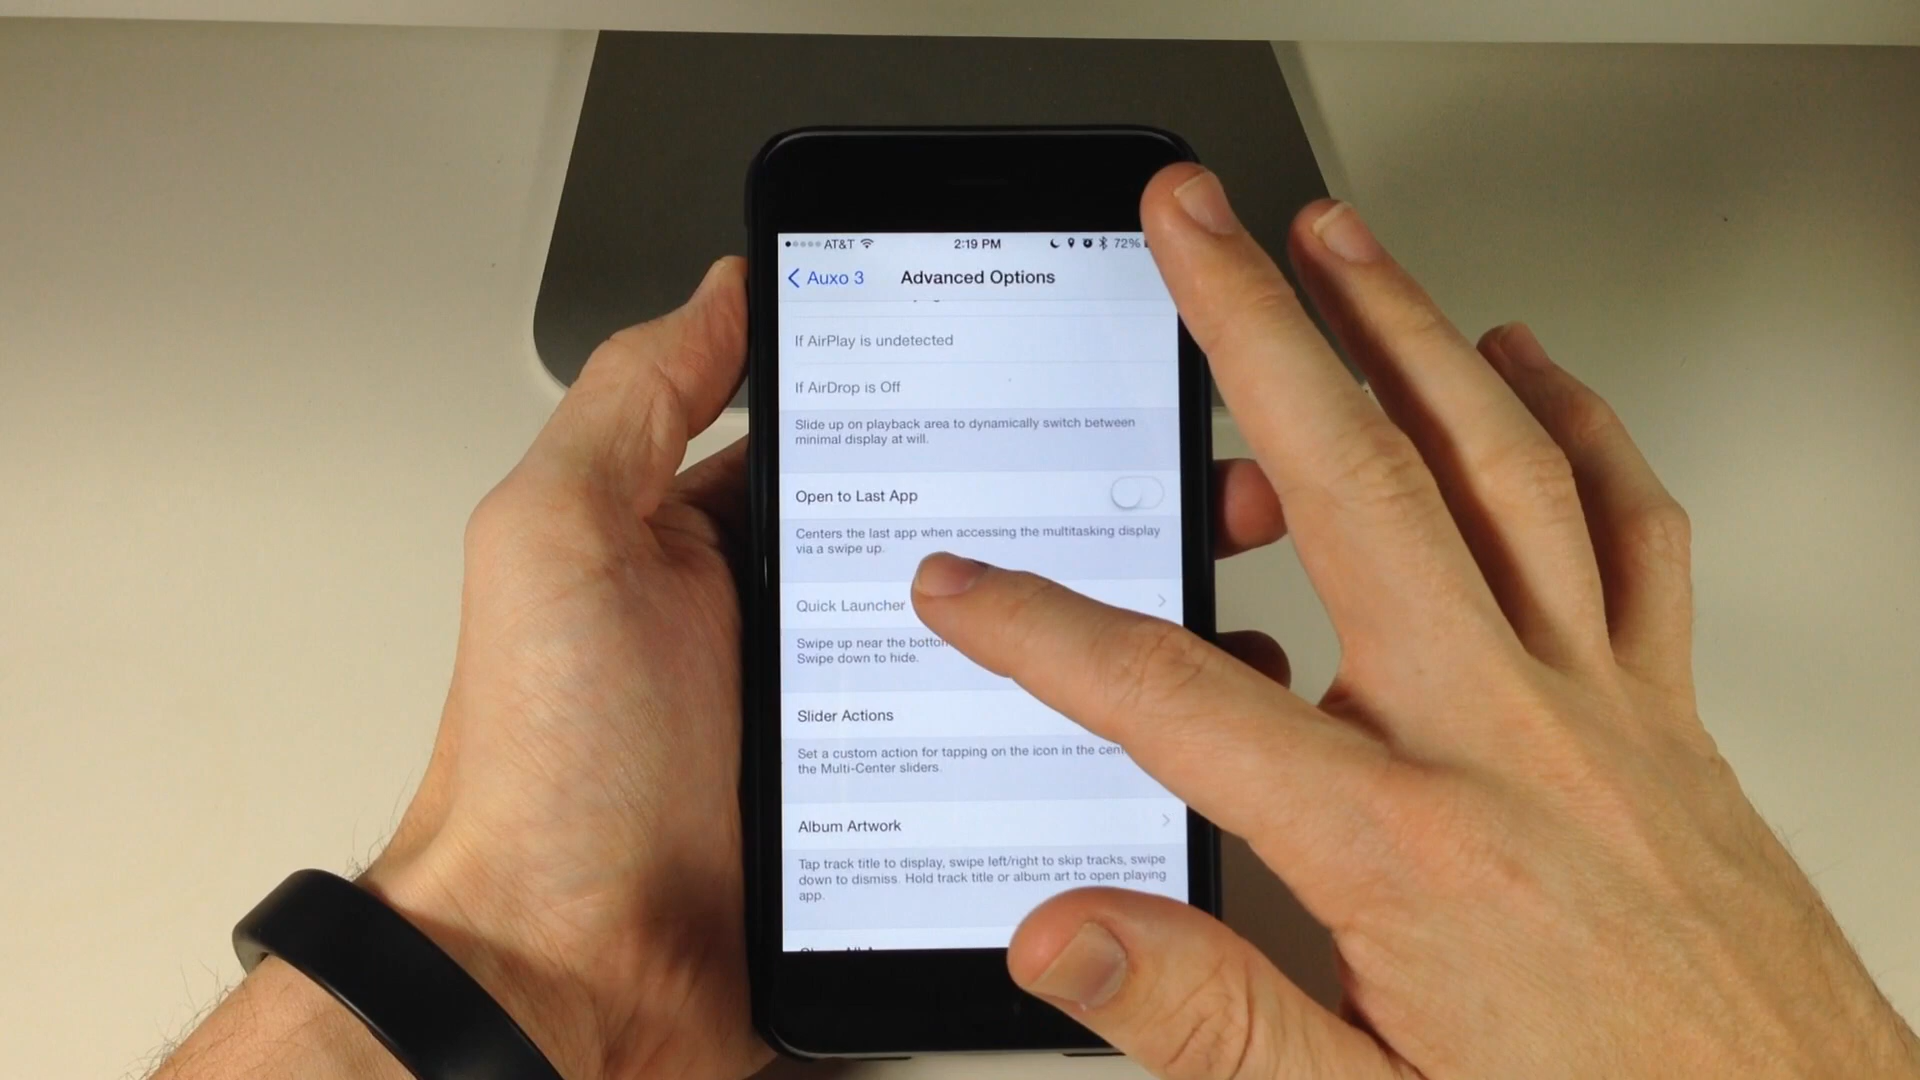 AT&T 2:19 PM 72%
Auxo 3 Advanced Options
If AirPlay is undetected
If AirDrop is Off
Slide up on playback area to dynamically switch between
minimal display at will.
Open to Last App
Centers the last app when accessing the multitasking display
via a swipe up.
Quick Launcher
Swipe up near the bottom
Swipe down to hide.
Slider Actions
Set a custom action for tapping on the icon in the
the Multi-Center sliders.
Album Artwork
Tap track title to display, swipe left/right to skip tracks, swipe
down to dismiss. Hold track title or album art to open playing
app.